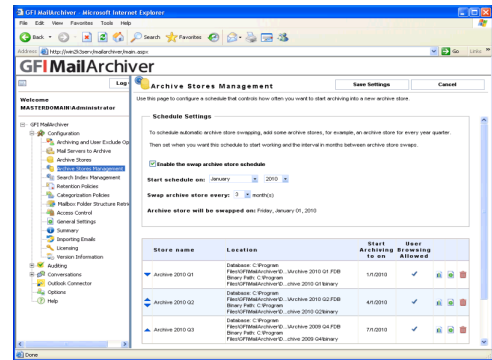 GFI MailArchiver - Microsoft Internet Explorer
File Edit View Favorites Tools Help
Back Search Favorites
Address http://win2k3serv/mailarchiver/main.aspx Go Links »
GFI MailArchiver
Log
Welcome
MASTERDOMAIN\Administrator
GFI MailArchiver
Configuration
Archiving and User Exclude Op
Mail Servers to Archive
Archive Stores
Archive Stores Management
Search Index Management
Retention Policies
Categorization Policies
Mailbox Folder Structure Retri
Access Control
General Settings
Summary
Importing Emails
Licensing
Version Information
Auditing
Conversations
Outlook Connector
Options
Help
Archive Stores Management Save Settings Cancel
Use this page to configure a schedule that controls how often you want to start archiving into a new archive store.
Schedule Settings
To schedule automatic archive store swapping, add some archive stores, for example, an archive store for every year quarter.
Then set when you want this schedule to start working and the interval in months between archive store swaps.
Enable the swap archive store schedule
Start schedule on: January 2010
Swap archive store every: 3 month(s)
Archive store will be swapped on: Friday, January 01, 2010
Store name Location Start Archiving to on User Browsing Allowed
Archive 2010 Q1 Database: C:\Program Files\GFI\MailArchiver\D...\Archive 2010 Q1.FDB Binary Path: C:\Program Files\GFI\MailArchiver\D...chive 2010 Q1\binary 1/1/2010
Archive 2010 Q2 Database: C:\Program Files\GFI\MailArchiver\D...\Archive 2010 Q2.FDB Binary Path: C:\Program Files\GFI\MailArchiver\D...chive 2010 Q2\binary 4/1/2010
Archive 2010 Q3 Database: C:\Program Files\GFI\MailArchiver\D...\Archive 2009 Q4.FDB Binary Path: C:\Program Files\GFI\MailArchiver\D...chive 2009 Q4\binary 7/1/2010
Done